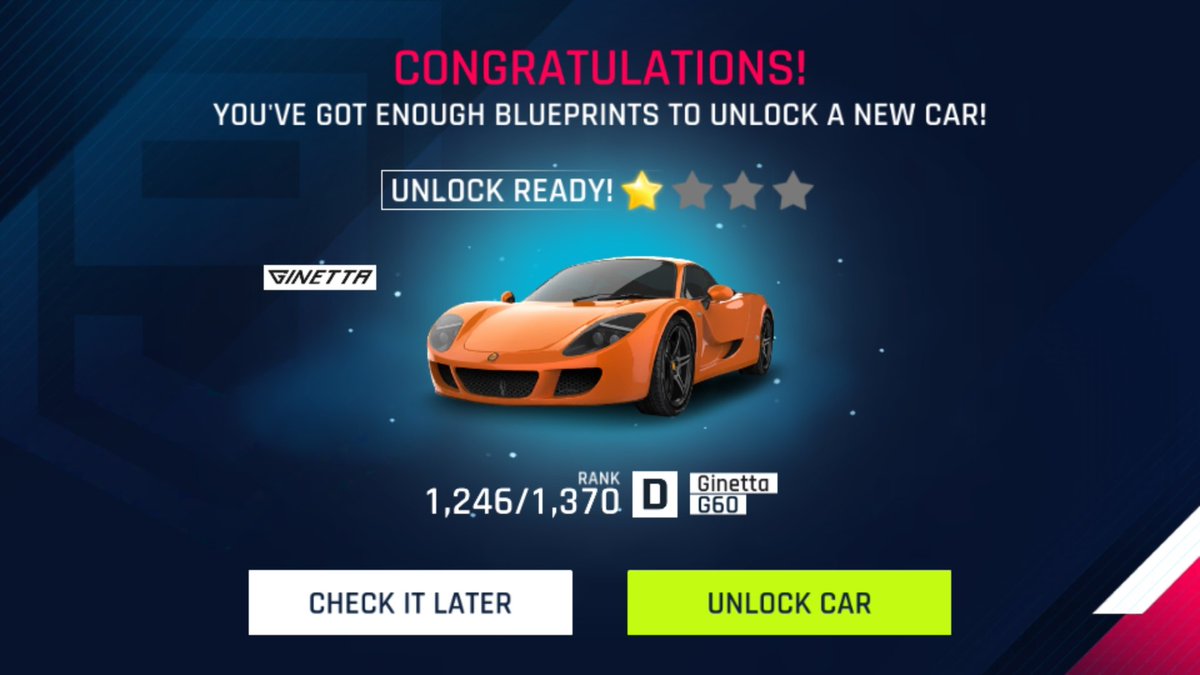 CONGRATULATIONS!
YOU'VE GOT ENOUGH BLUEPRINTS TO UNLOCK A NEW CAR!
UNLOCK READY!
GINETTA
RANK
1,246/1,370
D
Ginetta
G60
CHECK IT LATER
UNLOCK CAR